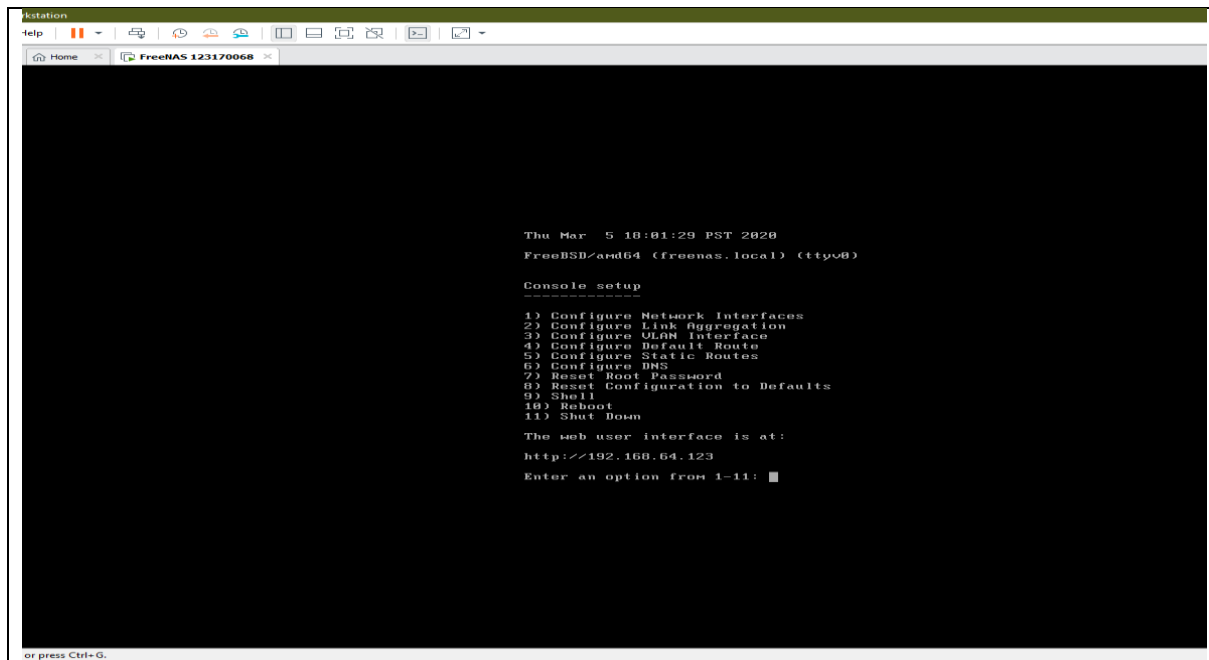 rkstation
Help
Home
FreeNAS 123170068
Thu Mar 5 18:01:29 PST 2020
FreeBSD/amd64 (freenas.local) (ttyv0)
Console setup
-------------
1) Configure Network Interfaces
2) Configure Link Aggregation
3) Configure VLAN Interface
4) Configure Default Route
5) Configure Static Routes
6) Configure DNS
7) Reset Root Password
8) Reset Configuration to Defaults
9) Shell
10) Reboot
11) Shut Down
The web user interface is at:
http://192.168.64.123
Enter an option from 1-11:
or press Ctrl+G.